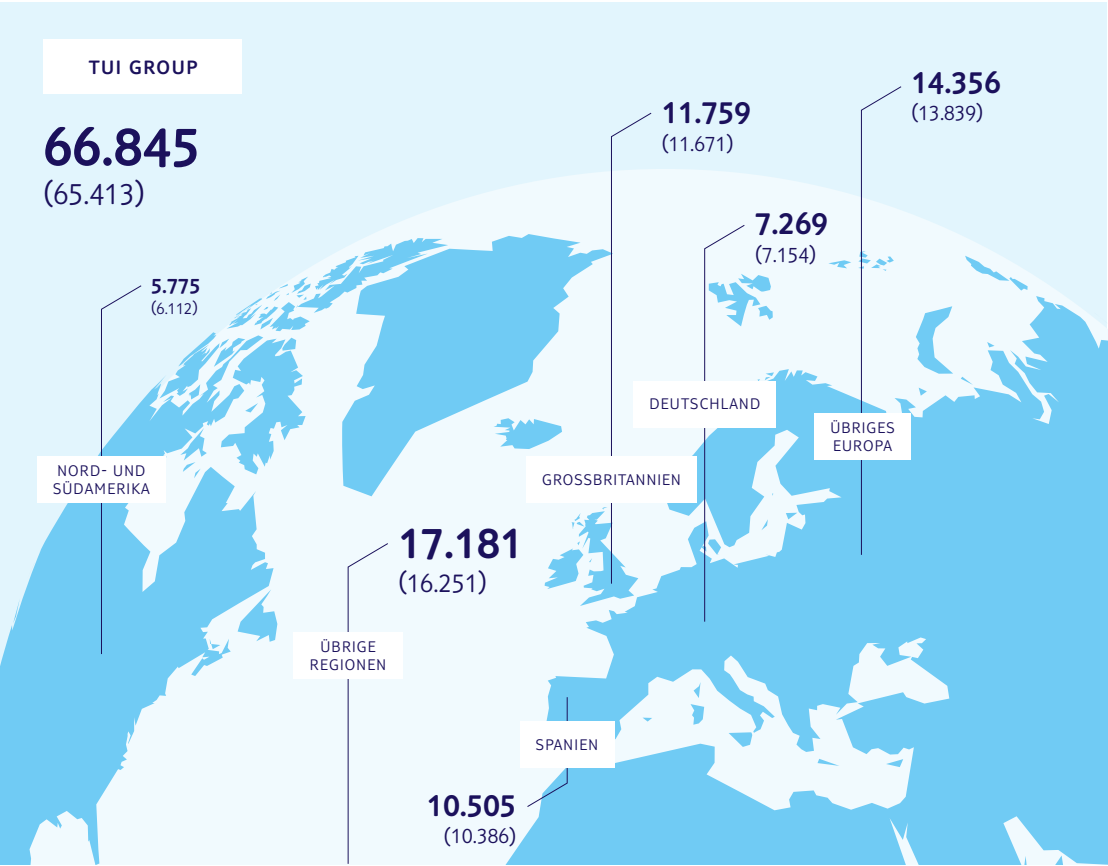 TUI GROUP
66.845
(65.413)
14.356
(13.839)
11.759
(11.671)
7.269
(7.154)
5.775
(6.112)
DEUTSCHLAND
ÜBRIGES
EUROPA
NORD- UND
SÜDAMERIKA
GROSSBRITANNIEN
17.181
(16.251)
ÜBRIGE
REGIONEN
SPANIEN
10.505
(10.386)